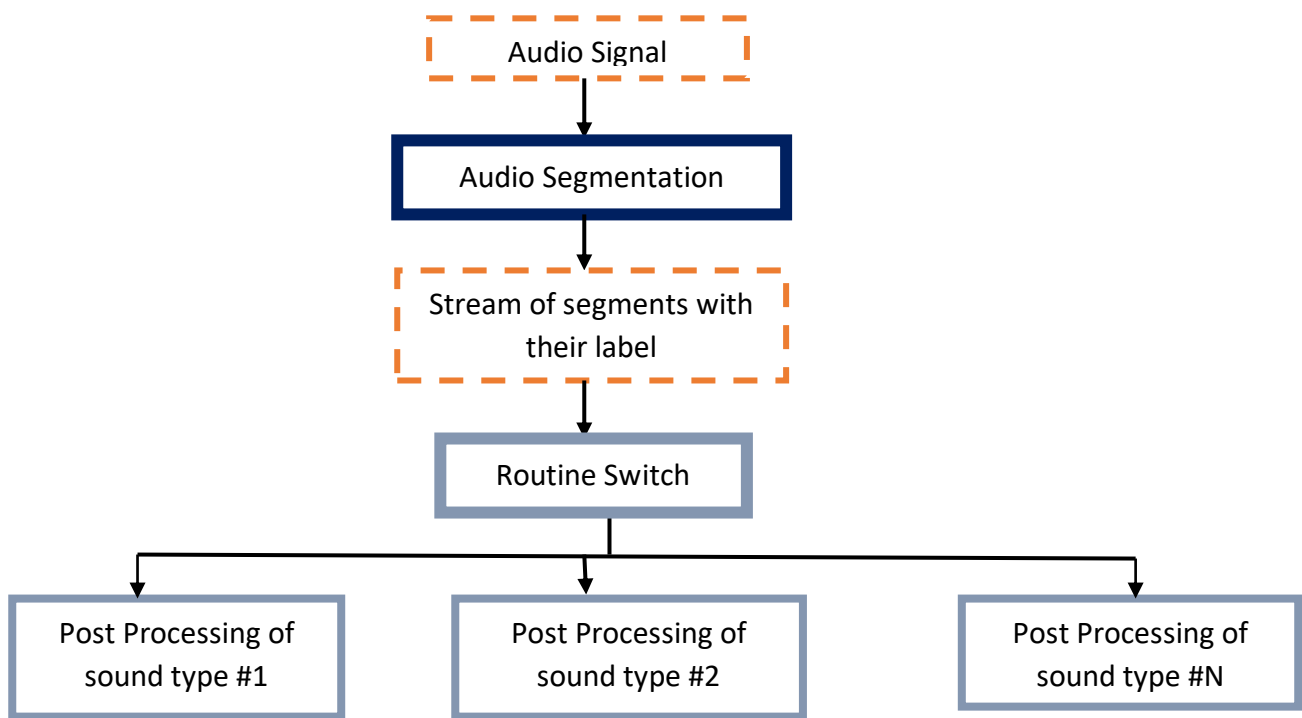 Audio Signal
Audio Segmentation
Stream of segments with
their label
Routine Switch
Post Processing of
sound type #1
Post Processing of
sound type #2
Post Processing of
sound type #N